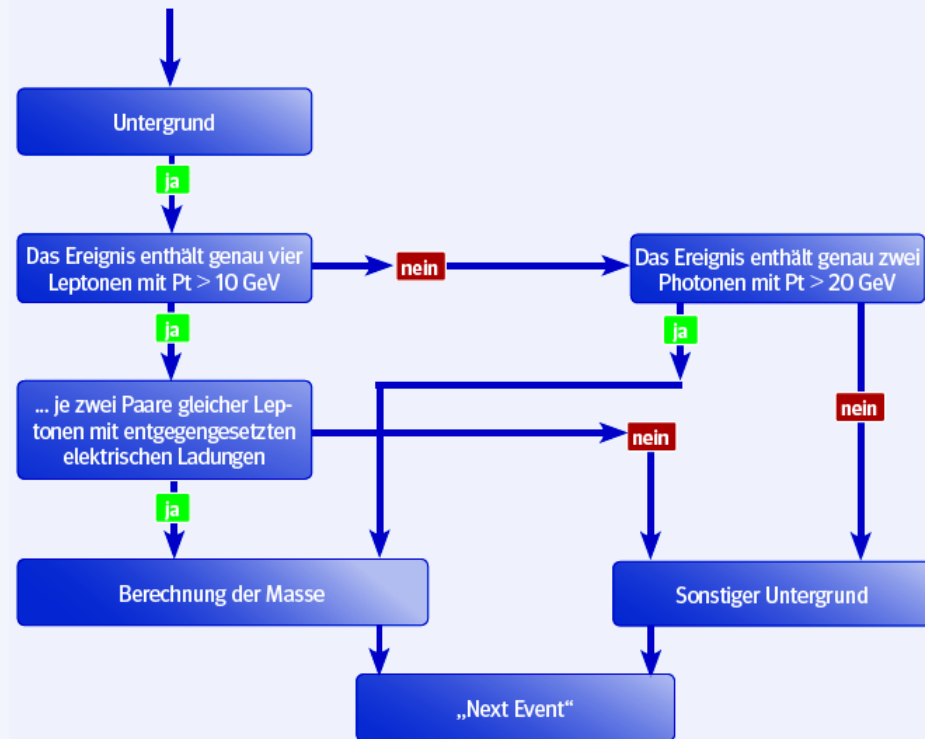 Untergrund
ja
Das Ereignis enthält genau vier
Leptonen mit Pt > 10 GeV
nein
Das Ereignis enthält genau zwei
Photonen mit Pt > 20 GeV
ja
ja
nein
... je zwei Paare gleicher Lep-
tonen mit entgegengesetzten
elektrischen Ladungen
nein
ja
Berechnung der Masse
Sonstiger Untergrund
„Next Event“